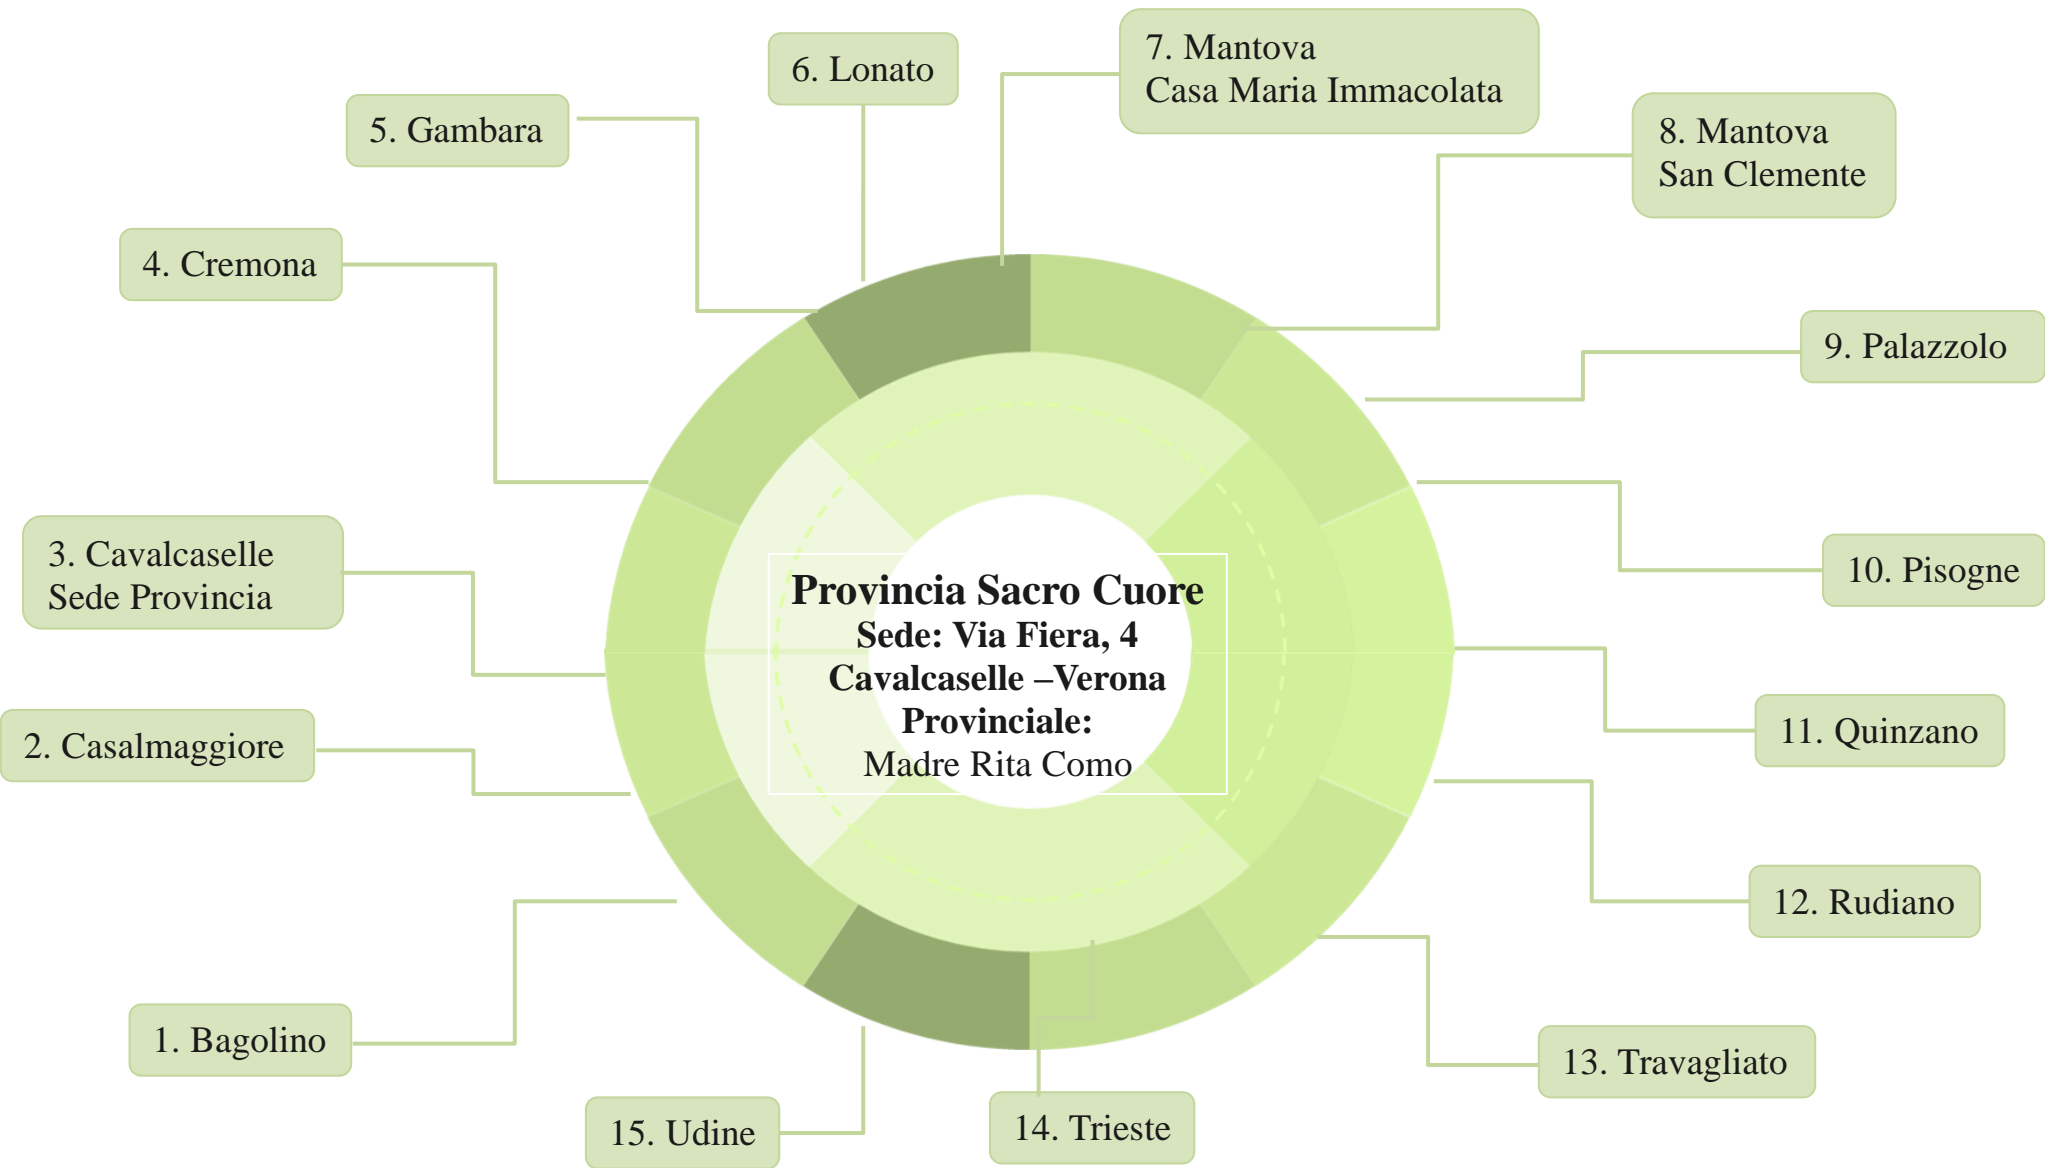 6. Lonato
7. Mantova
Casa Maria Immacolata
5. Gambara
8. Mantova
San Clemente
4. Cremona
9. Palazzolo
3. Cavalcaselle
Sede Provincia
10. Pisogne
Provincia Sacro Cuore
Sede: Via Fiera, 4
Cavalcaselle –Verona
Provinciale:
Madre Rita Como
2. Casalmaggiore
11. Quinzano
12. Rudiano
1. Bagolino
13. Travagliato
15. Udine
14. Trieste